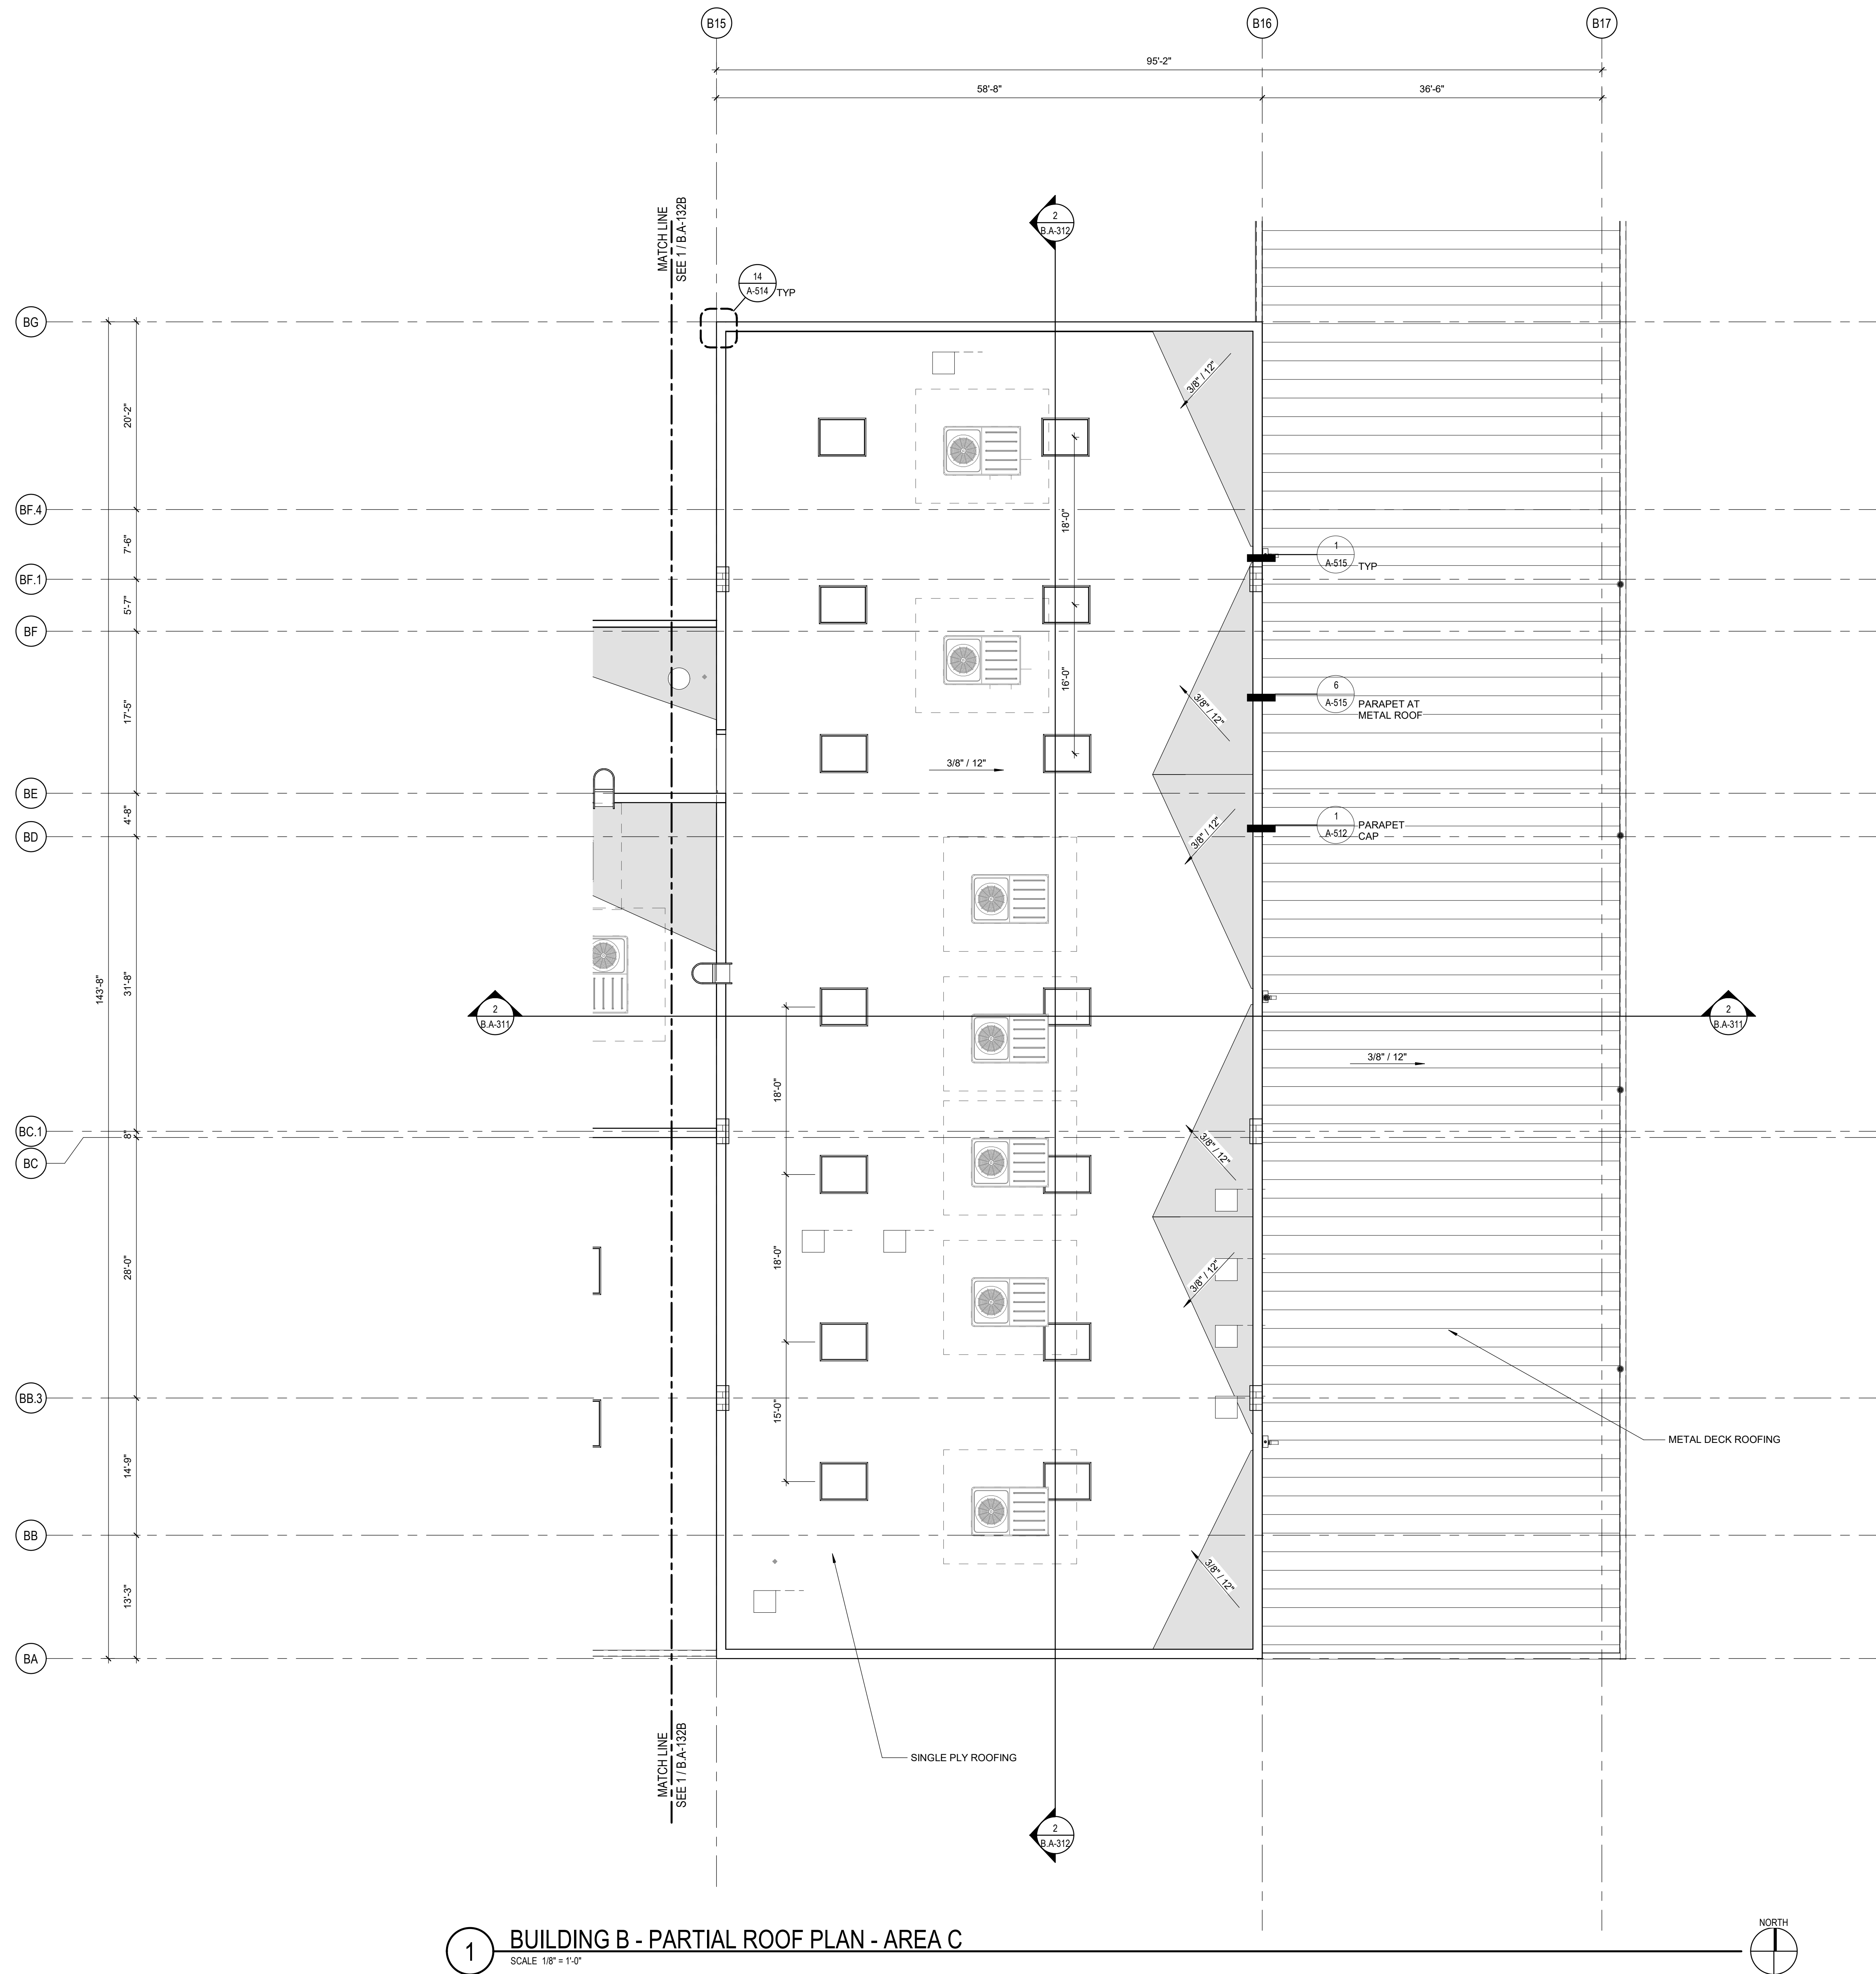 B15
B16
B17
95'-2"
58'-8"
36'-6"
MATCH LINE
SEE 1 / B.A-132B
2
B.A-312
14
A-514
TYP
BG
3/8" / 12"
20'-2"
BF.4
18'-0"
7'-6"
1
A-515
TYP
BF.1
5'-7"
BF
16'-0"
17'-5"
3/8" / 12"
6
A-515
PARAPET AT
METAL ROOF
3/8" / 12"
BE
4'-8"
3/8" / 12"
1
A-512
PARAPET
CAP
BD
143'-8"
31'-8"
2
B.A-311
2
B.A-311
3/8" / 12"
18'-0"
BC.1
8"
BC
3/8" / 12"
28'-0"
18'-0"
3/8" / 12"
BB.3
15'-0"
METAL DECK ROOFING
14'-9"
BB
3/8" / 12"
13'-3"
BA
MATCH LINE
SEE 1 / B.A-132B
SINGLE PLY ROOFING
2
B.A-312
1
BUILDING B - PARTIAL ROOF PLAN - AREA C
SCALE 1/8" = 1'-0"
NORTH